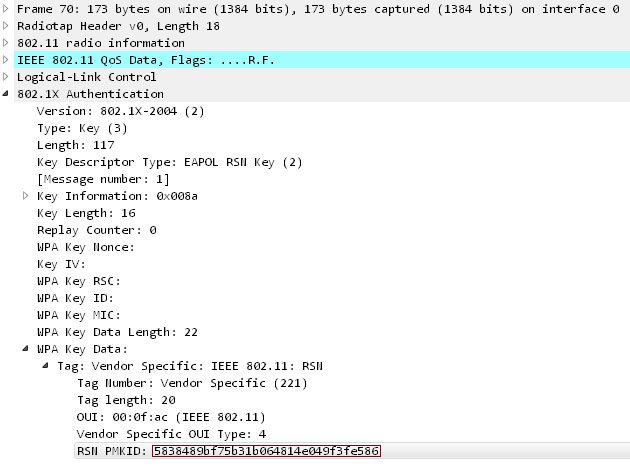 Frame 70: 173 bytes on wire (1384 bits), 173 bytes captured (1384 bits) on interface 0
Radiotap Header v0, Length 18
802.11 radio information
IEEE 802.11 QoS Data, Flags: ....R.F.
Logical-Link Control
802.1X Authentication
Version: 802.1X-2004 (2)
Type: Key (3)
Length: 117
Key Descriptor Type: EAPOL RSN Key (2)
[Message number: 1]
Key Information: 0x008a
Key Length: 16
Replay Counter: 0
WPA Key Nonce:
Key IV:
WPA Key RSC:
WPA Key ID:
WPA Key MIC:
WPA Key Data Length: 22
WPA Key Data:
Tag: Vendor Specific: IEEE 802.11: RSN
Tag Number: Vendor Specific (221)
Tag length: 20
OUI: 00:0f:ac (IEEE 802.11)
Vendor Specific OUI Type: 4
RSN PMKID: 5838489bf75b31b064814e049f3fe586